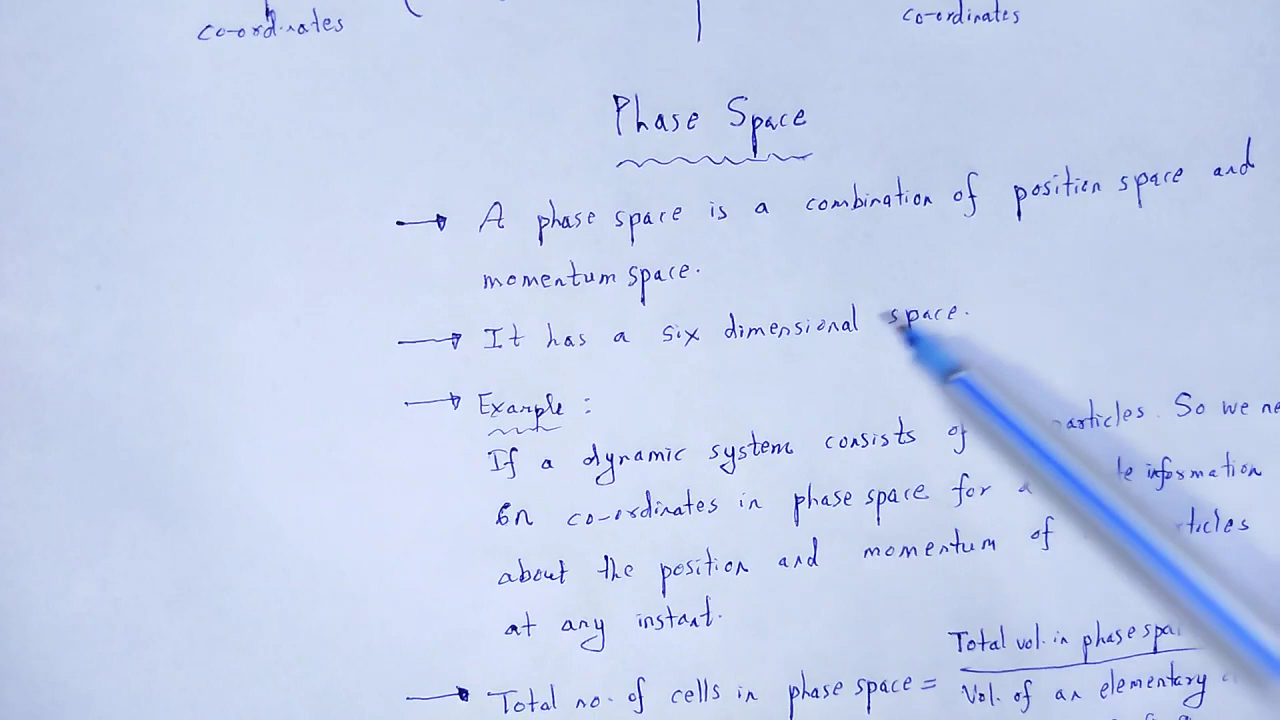 co-ordinates
co-ordinates
Phase Space
→ A phase space is a combination of position space and
momentum space.
→ It has a six dimensional space.
→ Example :
If a dynamic system consists of articles. So we ne
6n co-ordinates in phase space for a information
about the position and momentum of ticles
at any instant.
→ Total no. of cells in phase space = Total vol. in phase spa
Vol. of an elementary